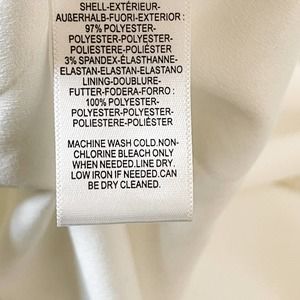 SHELL-EXTÉRIEUR-
AUßERHALB-FUORI-EXTERIOR :
97% POLYESTER-
POLYESTER-POLYESTER-
POLIESTERE-POLIÉSTER
3% SPANDEX-ÉLASTHANNE-
ELASTAN-ELASTAN-ELASTANO
LINING-DOUBLURE-
FUTTER-FODERA-FORRO :
100% POLYESTER-
POLYESTER-POLYESTER-
POLIESTERE-POLIÉSTER
MACHINE WASH COLD.NON-
CHLORINE BLEACH ONLY
WHEN NEEDED.LINE DRY.
LOW IRON IF NEEDED.CAN
BE DRY CLEANED.